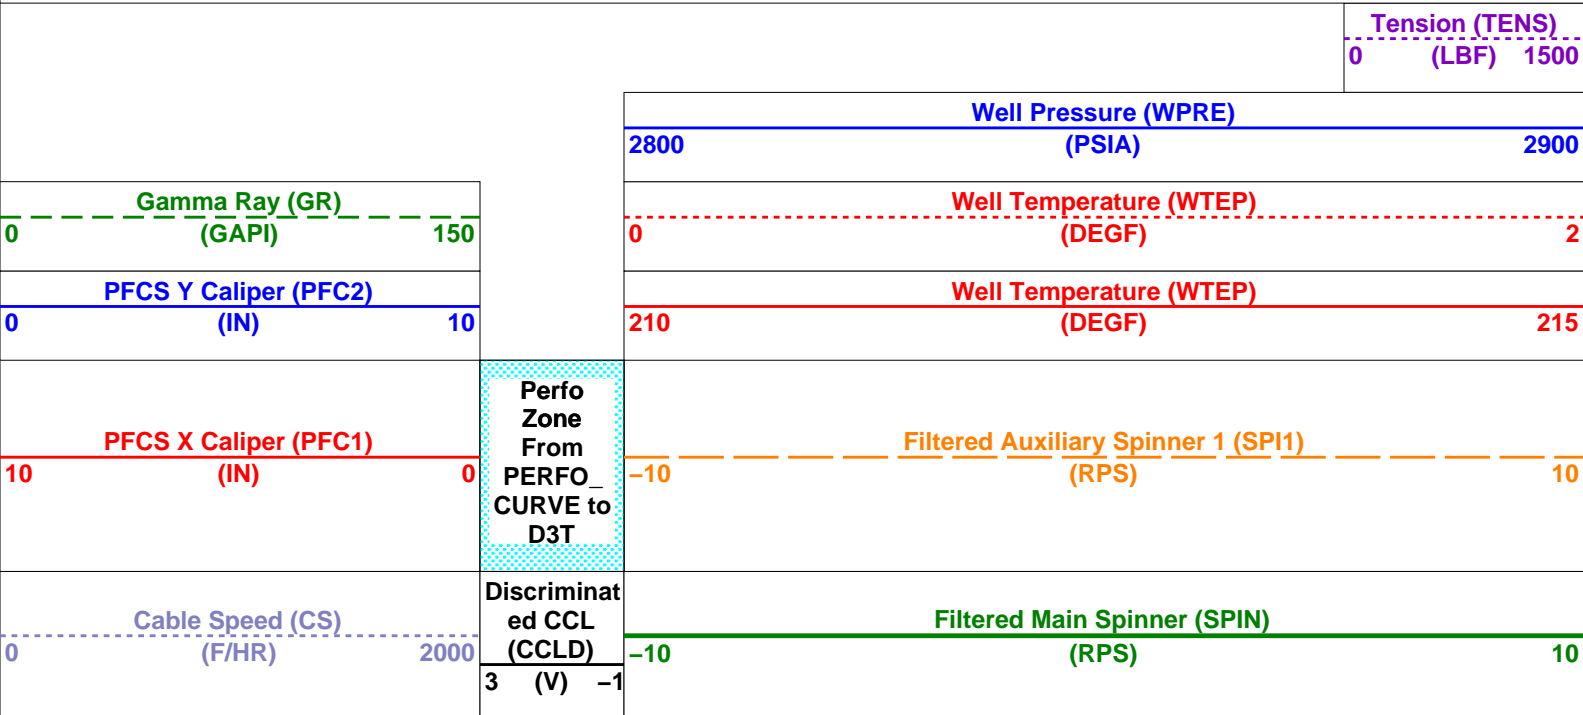 Tension (TENS)
0 (LBF) 1500
Well Pressure (WPRE)
2800 (PSIA) 2900
Gamma Ray (GR)
0 (GAPI) 150
Well Temperature (WTEP)
0 (DEGF) 2
PFCS Y Caliper (PFC2)
0 (IN) 10
Well Temperature (WTEP)
210 (DEGF) 215
PFCS X Caliper (PFC1)
10 (IN) 0
Perfo
Zone
From
PERFO_
CURVE to
D3T
Filtered Auxiliary Spinner 1 (SPI1)
−10 (RPS) 10
Cable Speed (CS)
0 (F/HR) 2000
Discriminat
ed CCL
(CCLD)
3 (V) −1
Filtered Main Spinner (SPIN)
−10 (RPS) 10